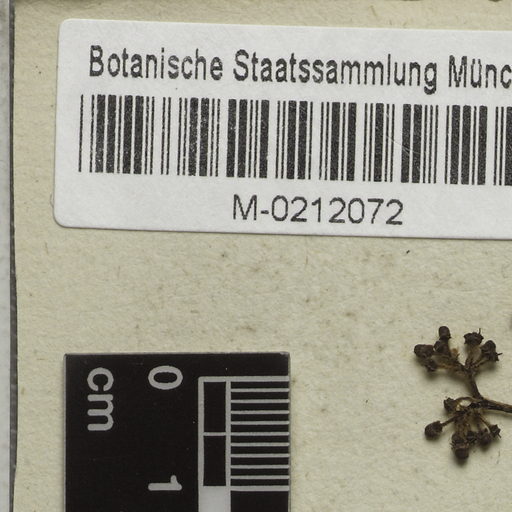 Botanische Staatssammlung Münc
M-0212072
cm 0 1